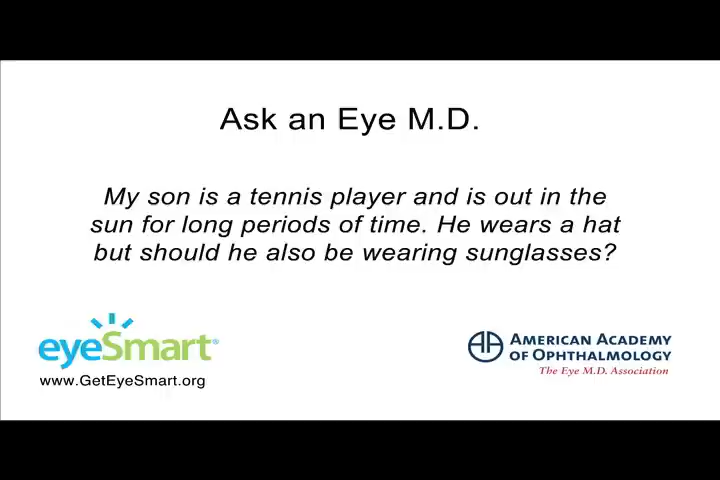 Ask an Eye M.D.
My son is a tennis player and is out in the
sun for long periods of time. He wears a hat
but should he also be wearing sunglasses?
eyeSmart®
www.GetEyeSmart.org
AMERICAN ACADEMY
OF OPHTHALMOLOGY
The Eye M.D. Association